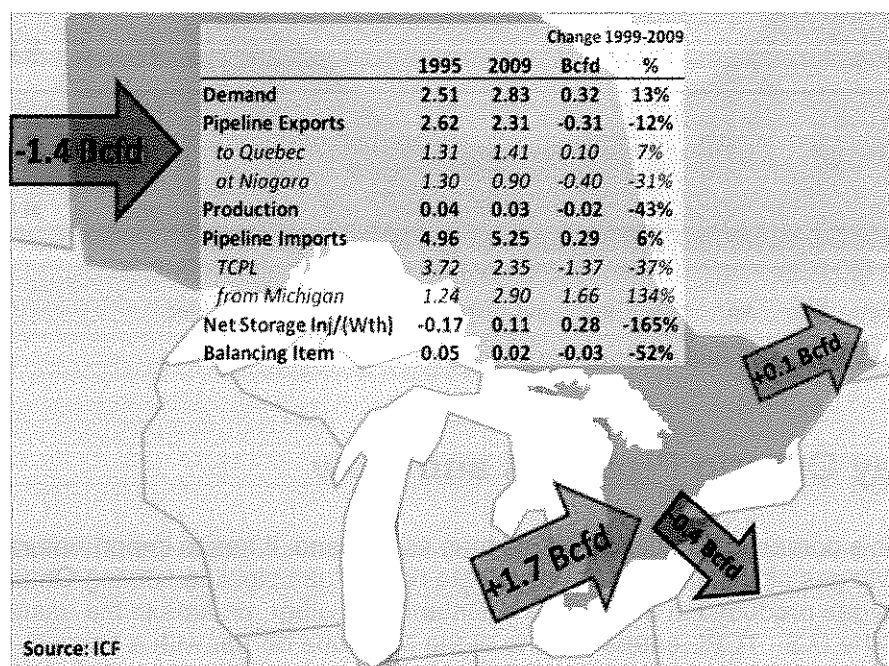 Change 1999-2009
1995 2009 Bcfd %
Demand 2.51 2.83 0.32 13%
Pipeline Exports 2.62 2.31 -0.31 -12%
to Quebec 1.31 1.41 0.10 7%
at Niagara 1.30 0.90 -0.40 -31%
Production 0.04 0.03 -0.02 -43%
Pipeline Imports 4.96 5.25 0.29 6%
TCPL 3.72 2.35 -1.37 -37%
from Michigan 1.24 2.90 1.66 134%
Net Storage Inj/(Wth) -0.17 0.11 0.28 -165%
Balancing Item 0.05 0.02 -0.03 -52%
-1.4 Bcfd
+0.1 Bcfd
+1.7 Bcfd
-0.4 Bcfd
Source: ICF